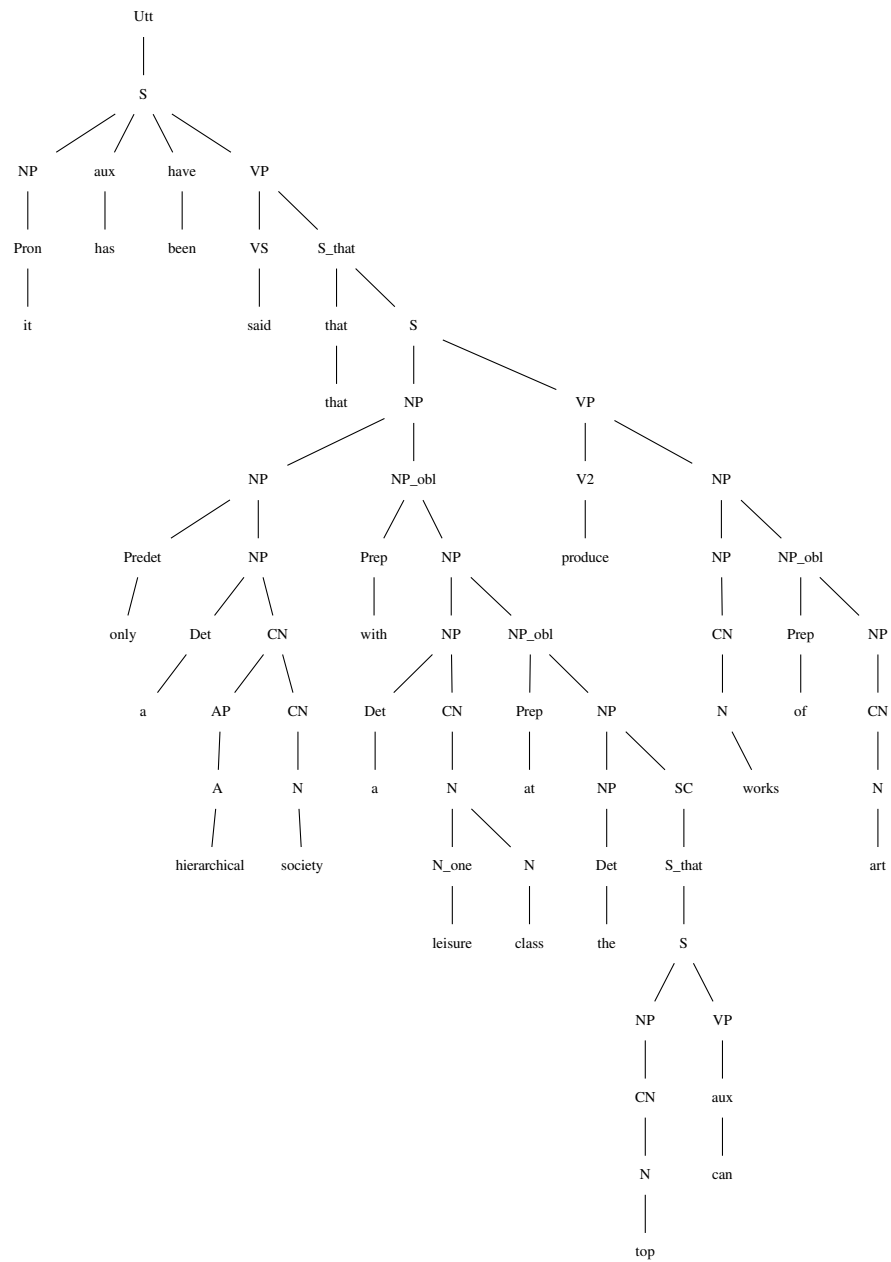 Utt
S
NP aux have VP
Pron has been VS S_that
it said that S
that NP VP
NP NP_obl V2 NP
Predet NP Prep NP produce NP NP_obl
only Det CN with NP NP_obl CN Prep NP
a AP CN Det CN Prep NP N of CN
A N a N at NP SC works N
hierarchical society N_one N Det S_that art
leisure class the S
NP VP
CN aux
N can
top